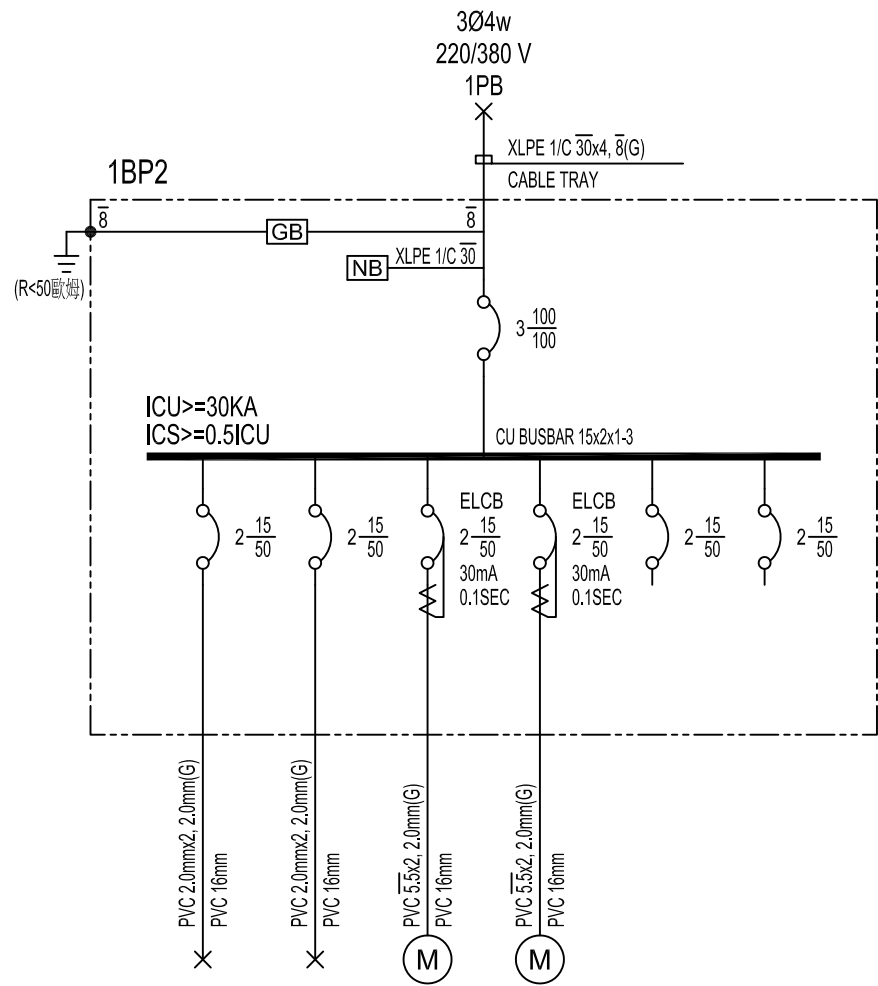 3Ø4w
220/380 V
1PB
XLPE 1/C 30x4, 8(G)
CABLE TRAY
1BP2
8
GB
8
XLPE 1/C 30
NB
(R<50歐姆)
3 100/100
ICU>=30KA
ICS>=0.5ICU
CU BUSBAR 15x2x1-3
2 15/50
2 15/50
ELCB
2 15/50
30mA
0.1SEC
ELCB
2 15/50
30mA
0.1SEC
2 15/50
2 15/50
PVC 2.0mmx2, 2.0mm(G)
PVC 16mm
PVC 2.0mmx2, 2.0mm(G)
PVC 16mm
PVC 5.5x2, 2.0mm(G)
PVC 16mm
PVC 5.5x2, 2.0mm(G)
PVC 16mm
M
M